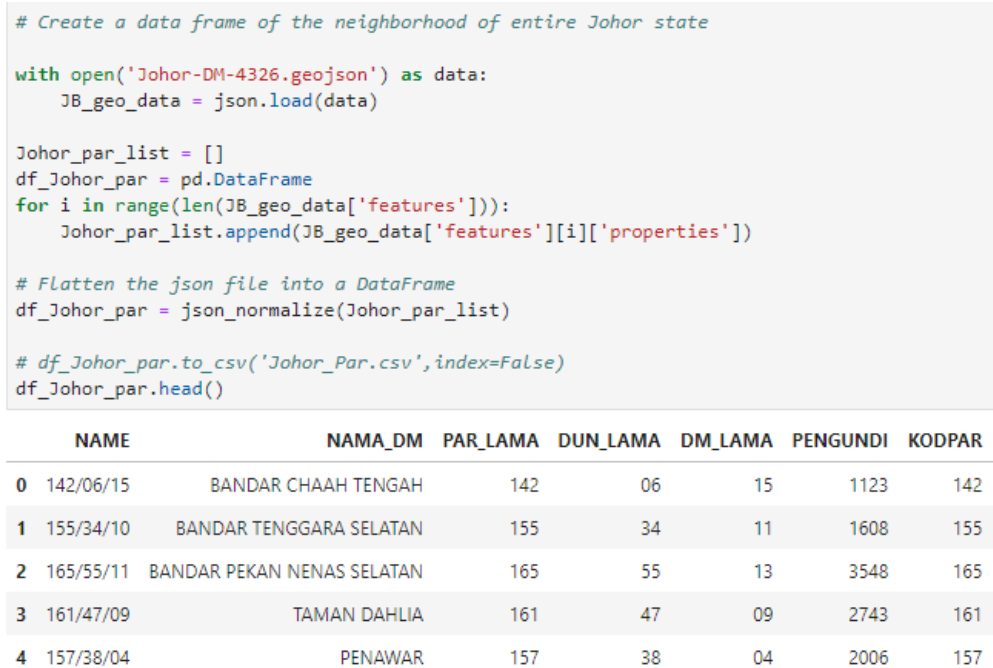 # Create a data frame of the neighborhood of entire Johor state
with open('Johor-DM-4326.geojson') as data:
    JB_geo_data = json.load(data)
Johor_par_list = []
df_Johor_par = pd.DataFrame
for i in range(len(JB_geo_data['features'])):
    Johor_par_list.append(JB_geo_data['features'][i]['properties'])
# Flatten the json file into a DataFrame
df_Johor_par = json_normalize(Johor_par_list)
# df_Johor_par.to_csv('Johor_Par.csv',index=False)
df_Johor_par.head()
NAME NAMA_DM PAR_LAMA DUN_LAMA DM_LAMA PENGUNDI KODPAR
0 142/06/15 BANDAR CHAAH TENGAH 142 06 15 1123 142
1 155/34/10 BANDAR TENGGARA SELATAN 155 34 11 1608 155
2 165/55/11 BANDAR PEKAN NENAS SELATAN 165 55 13 3548 165
3 161/47/09 TAMAN DAHLIA 161 47 09 2743 161
4 157/38/04 PENAWAR 157 38 04 2006 157